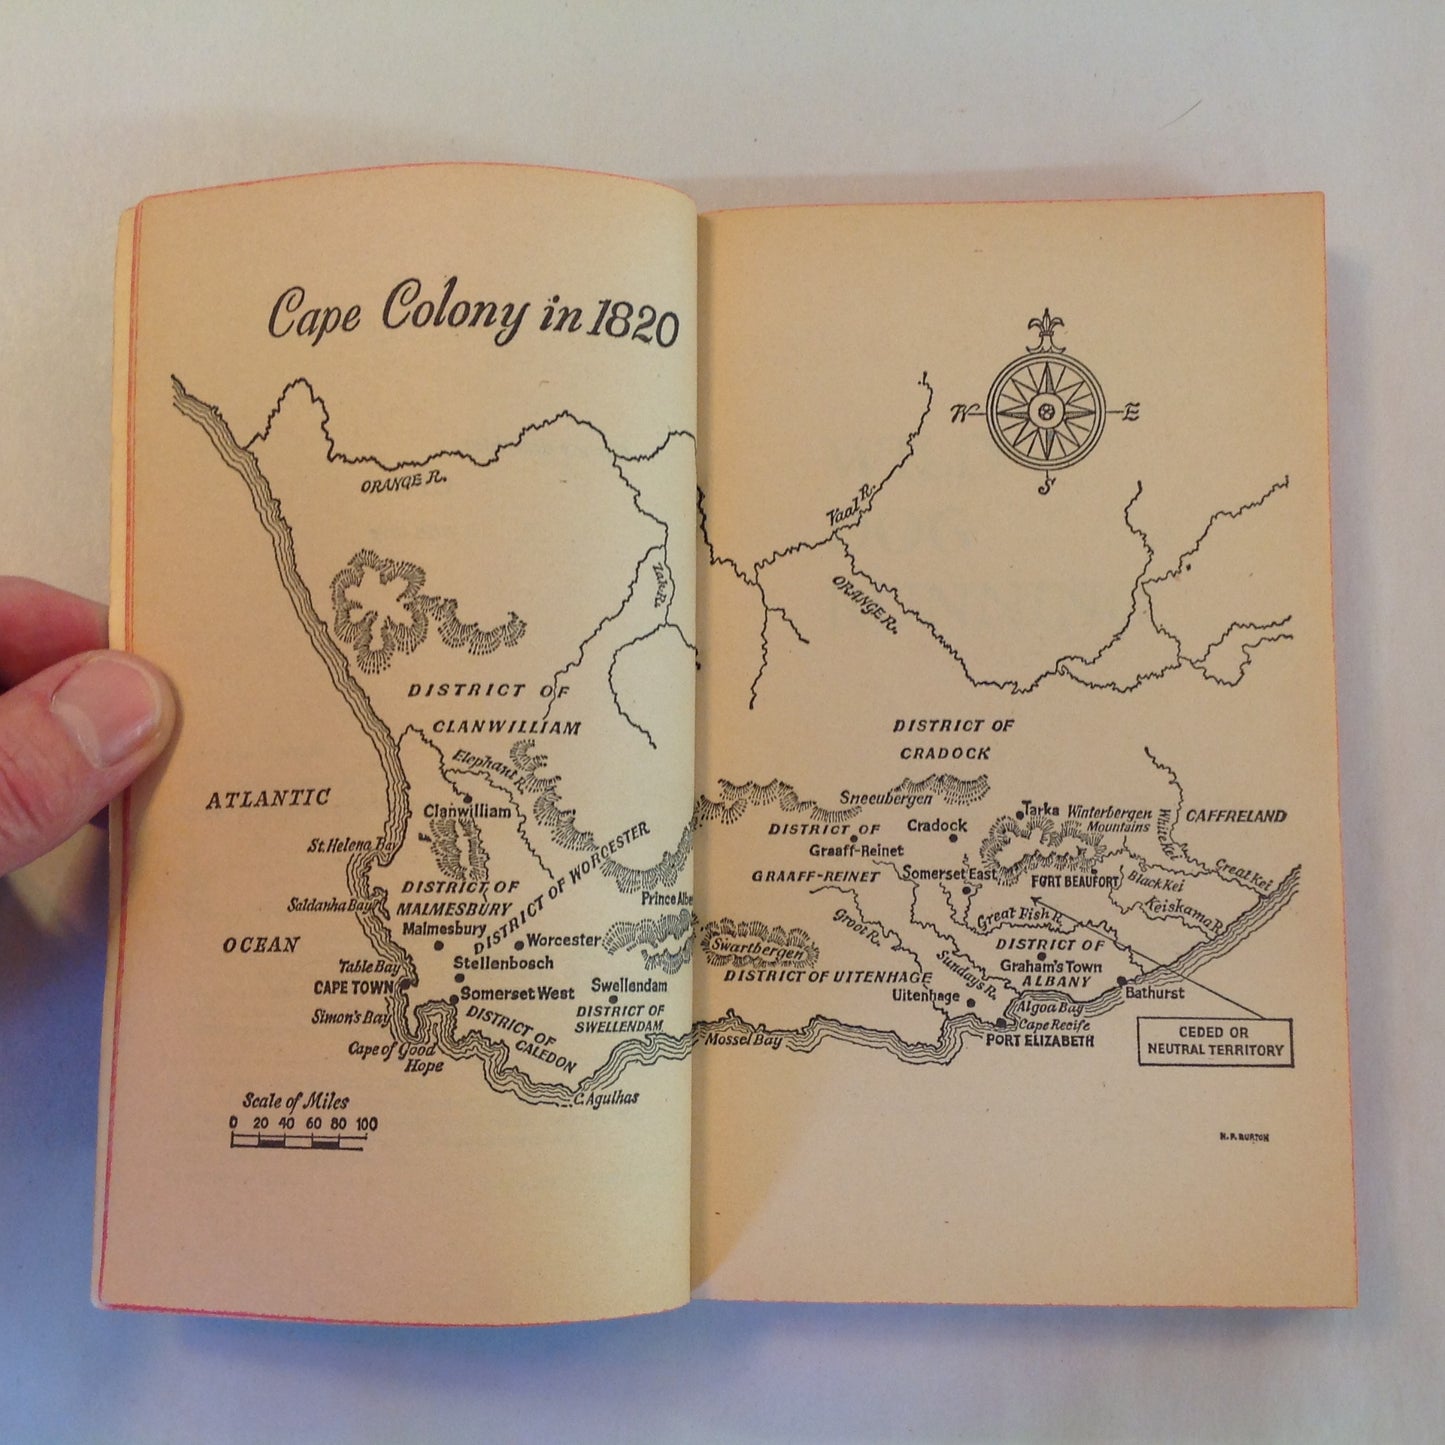 Cape Colony in 1820
ORANGE R.
Zak R.
DISTRICT OF
CLANWILLIAM
Elephant R.
Clanwilliam
ATLANTIC
OCEAN
St. Helena Bay
DISTRICT OF
MALMESBURY
Saldanha Bay
Malmesbury
DISTRICT OF WORCESTER
Prince Albe
Worcester
Table Bay
Stellenbosch
CAPE TOWN
Somerset West
Swellendam
Simon's Bay
DISTRICT OF
CALEDON
DISTRICT OF
SWELLENDAM
Cape of Good
Hope
C. Agulhas
Scale of Miles
0 20 40 60 80 100
W
E
S
Vaal R.
ORANGE R.
DISTRICT OF
CRADOCK
Sneeubergen
Tarka
Winterbergen
Mountains
CAFFRELAND
White Kei
DISTRICT OF
Cradock
Graaff-Reinet
GRAAFF-REINET
Somerset East
FORT BEAUFORT
Black Kei
Great Kei
Keiskama R.
Groot R.
Great Fish R.
Swartbergen
DISTRICT OF
Graham's Town
ALBANY
DISTRICT OF UITENHAGE
Sundays R.
Uitenhage
Bathurst
Algoa Bay
Cape Recife
PORT ELIZABETH
Mossel Bay
CEDED OR
NEUTRAL TERRITORY